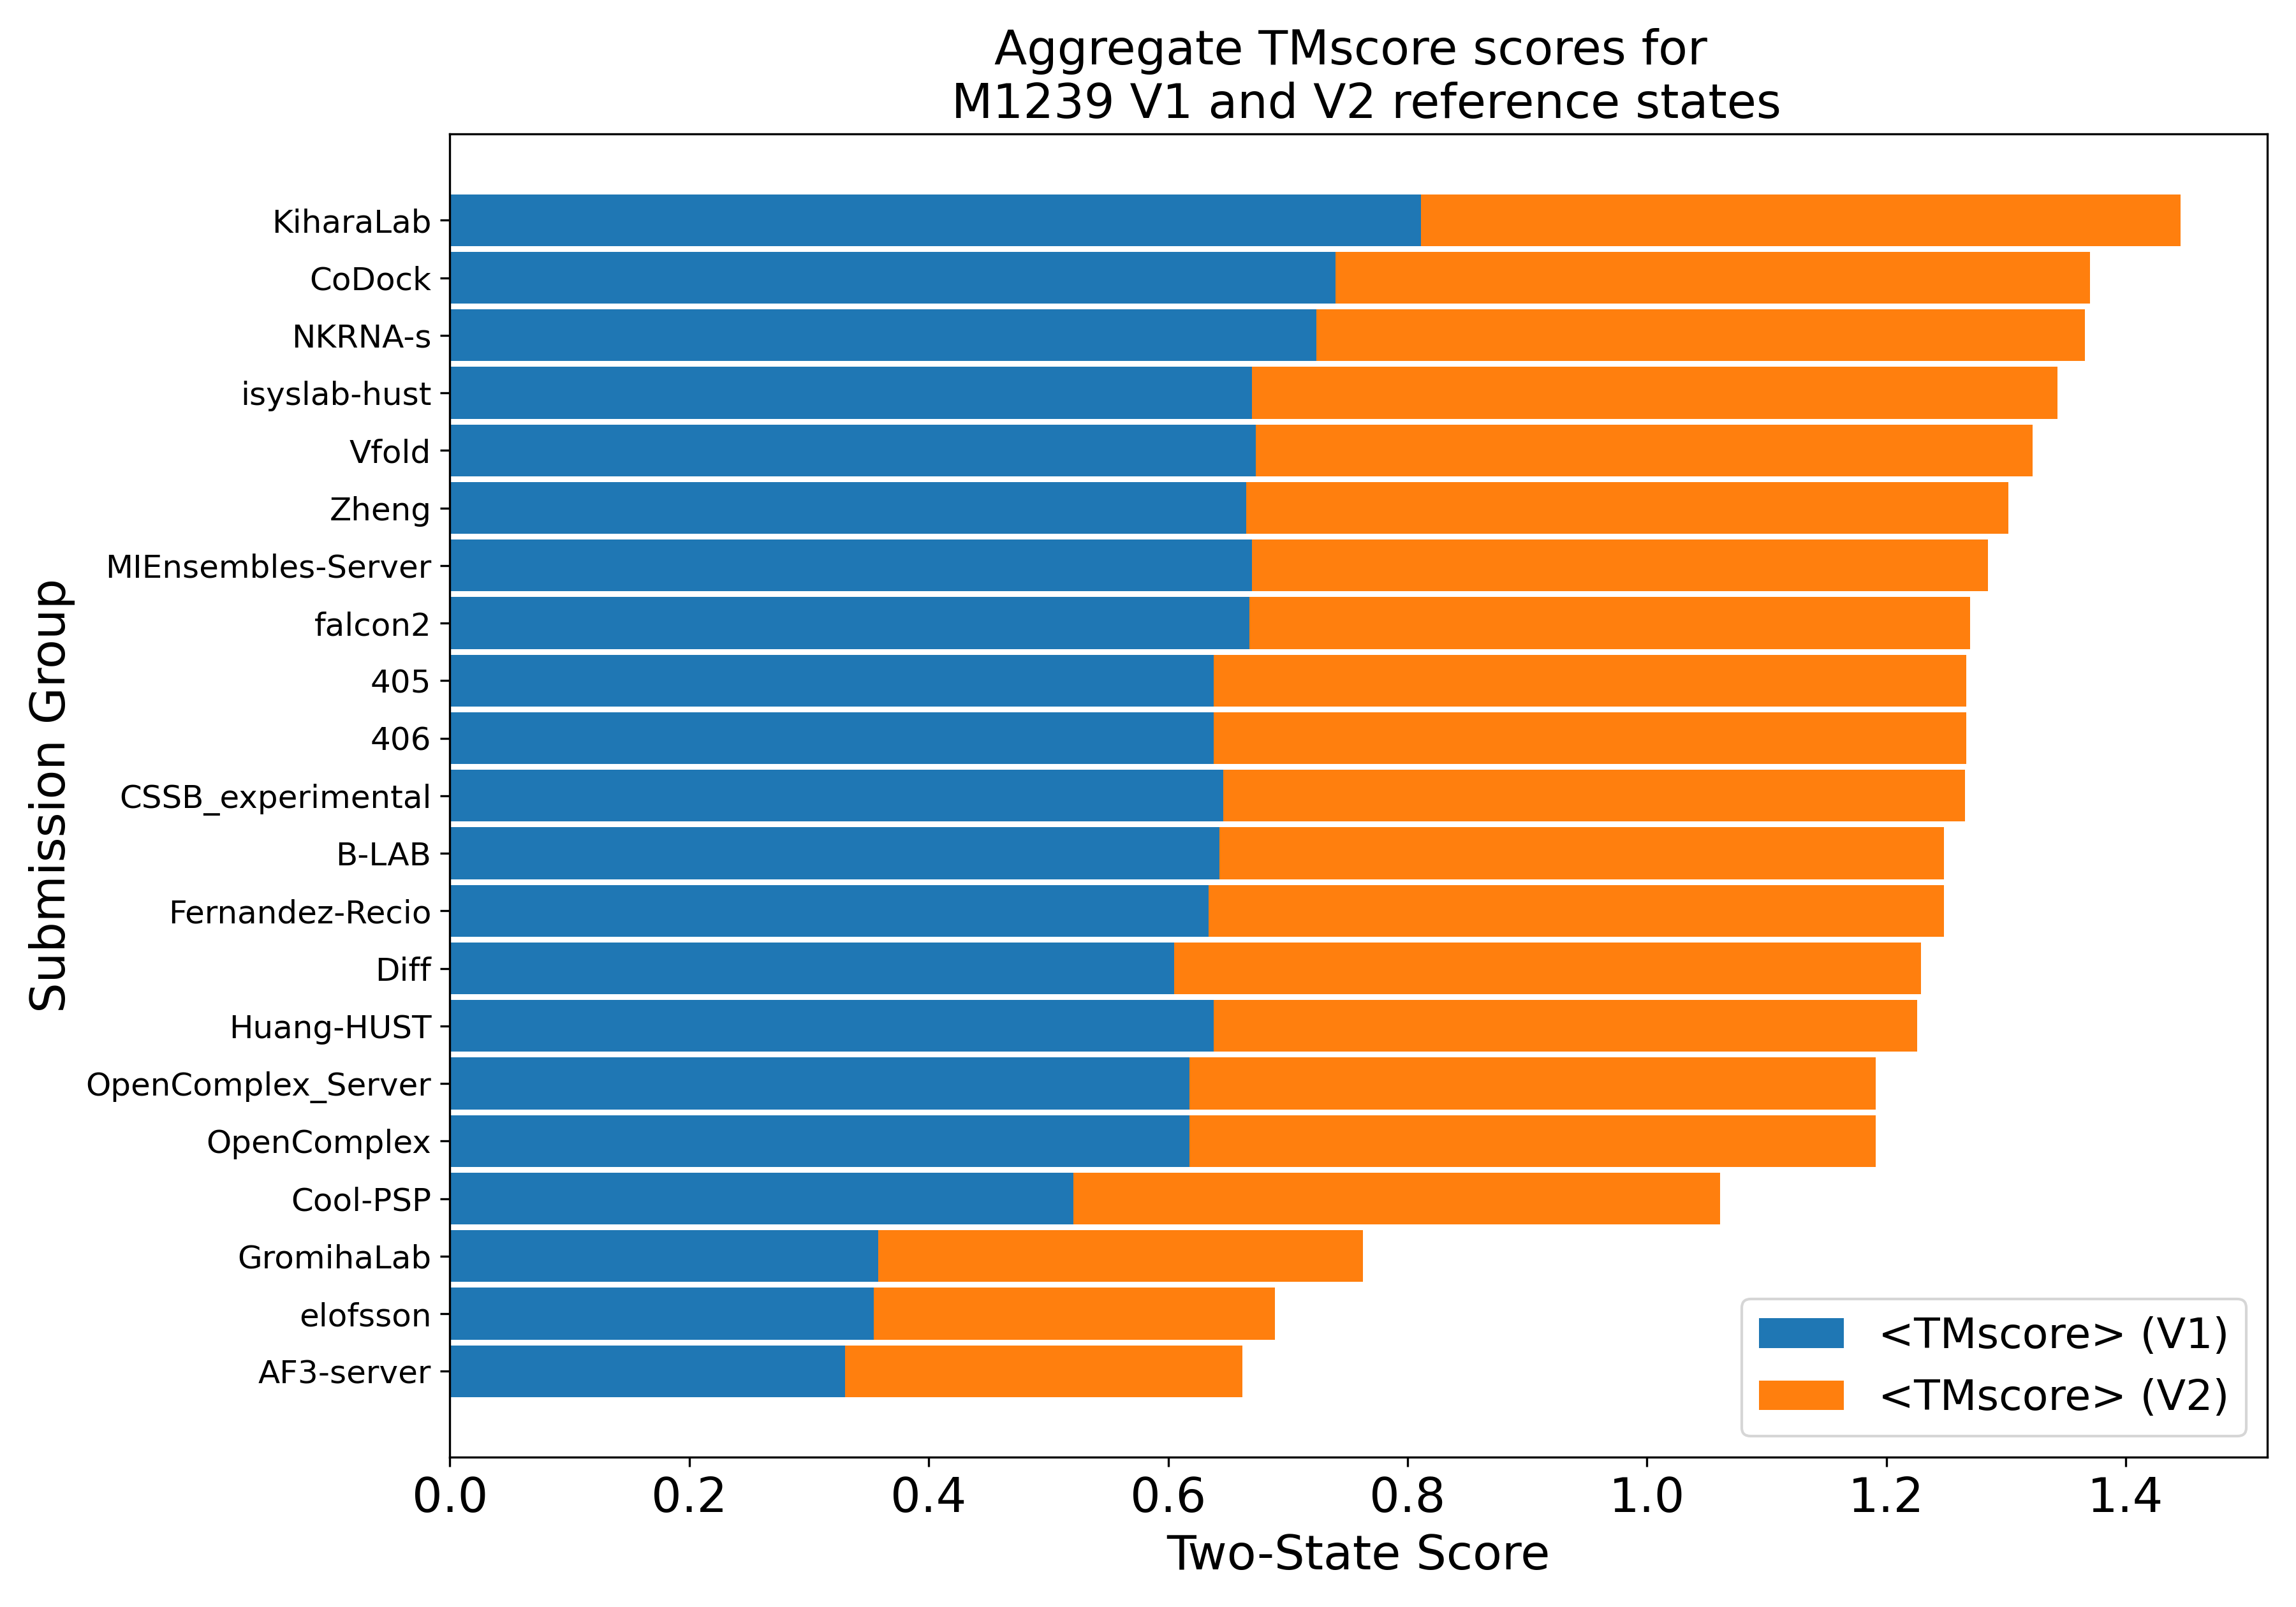 Aggregate TMscore scores for
M1239 V1 and V2 reference states
Submission Group
KiharaLab
CoDock
NKRNA-s
isyslab-hust
Vfold
Zheng
MIEnsembles-Server
falcon2
405
406
CSSB_experimental
B-LAB
Fernandez-Recio
Diff
Huang-HUST
OpenComplex_Server
OpenComplex
Cool-PSP
GromihaLab
elofsson
AF3-server
<TMscore> (V1)
<TMscore> (V2)
0.0 0.2 0.4 0.6 0.8 1.0 1.2 1.4
Two-State Score